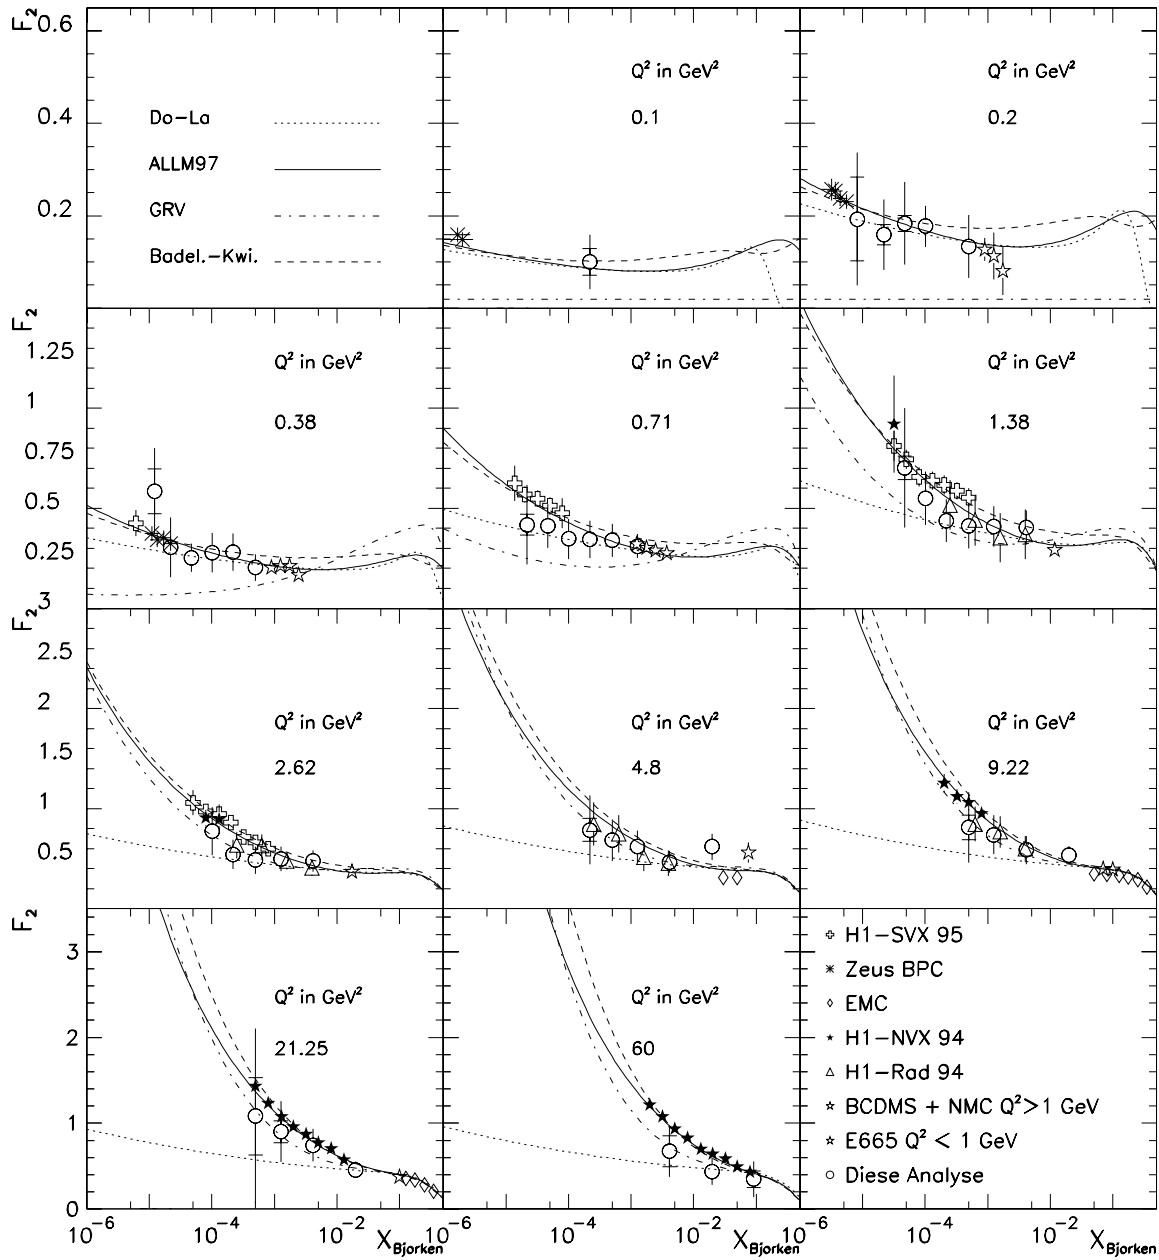 F₂
0.6
0.4
0.2
Do-La
ALLM97
GRV
Badel.-Kwi.
Q² in GeV²
0.1
Q² in GeV²
0.2
F₂
1.25
1
0.75
0.5
0.25
Q² in GeV²
0.38
Q² in GeV²
0.71
Q² in GeV²
1.38
F₂
3
2.5
2
1.5
1
0.5
Q² in GeV²
2.62
Q² in GeV²
4.8
Q² in GeV²
9.22
F₂
3
2
1
0
Q² in GeV²
21.25
Q² in GeV²
60
H1-SVX 95
Zeus BPC
EMC
H1-NVX 94
H1-Rad 94
BCDMS + NMC Q²>1 GeV
E665 Q² < 1 GeV
Diese Analyse
10⁻⁶ 10⁻⁴ 10⁻² 1
X Bjorken
10⁻⁶ 10⁻⁴ 10⁻² 1
X Bjorken
10⁻⁶ 10⁻⁴ 10⁻²
X Bjorken